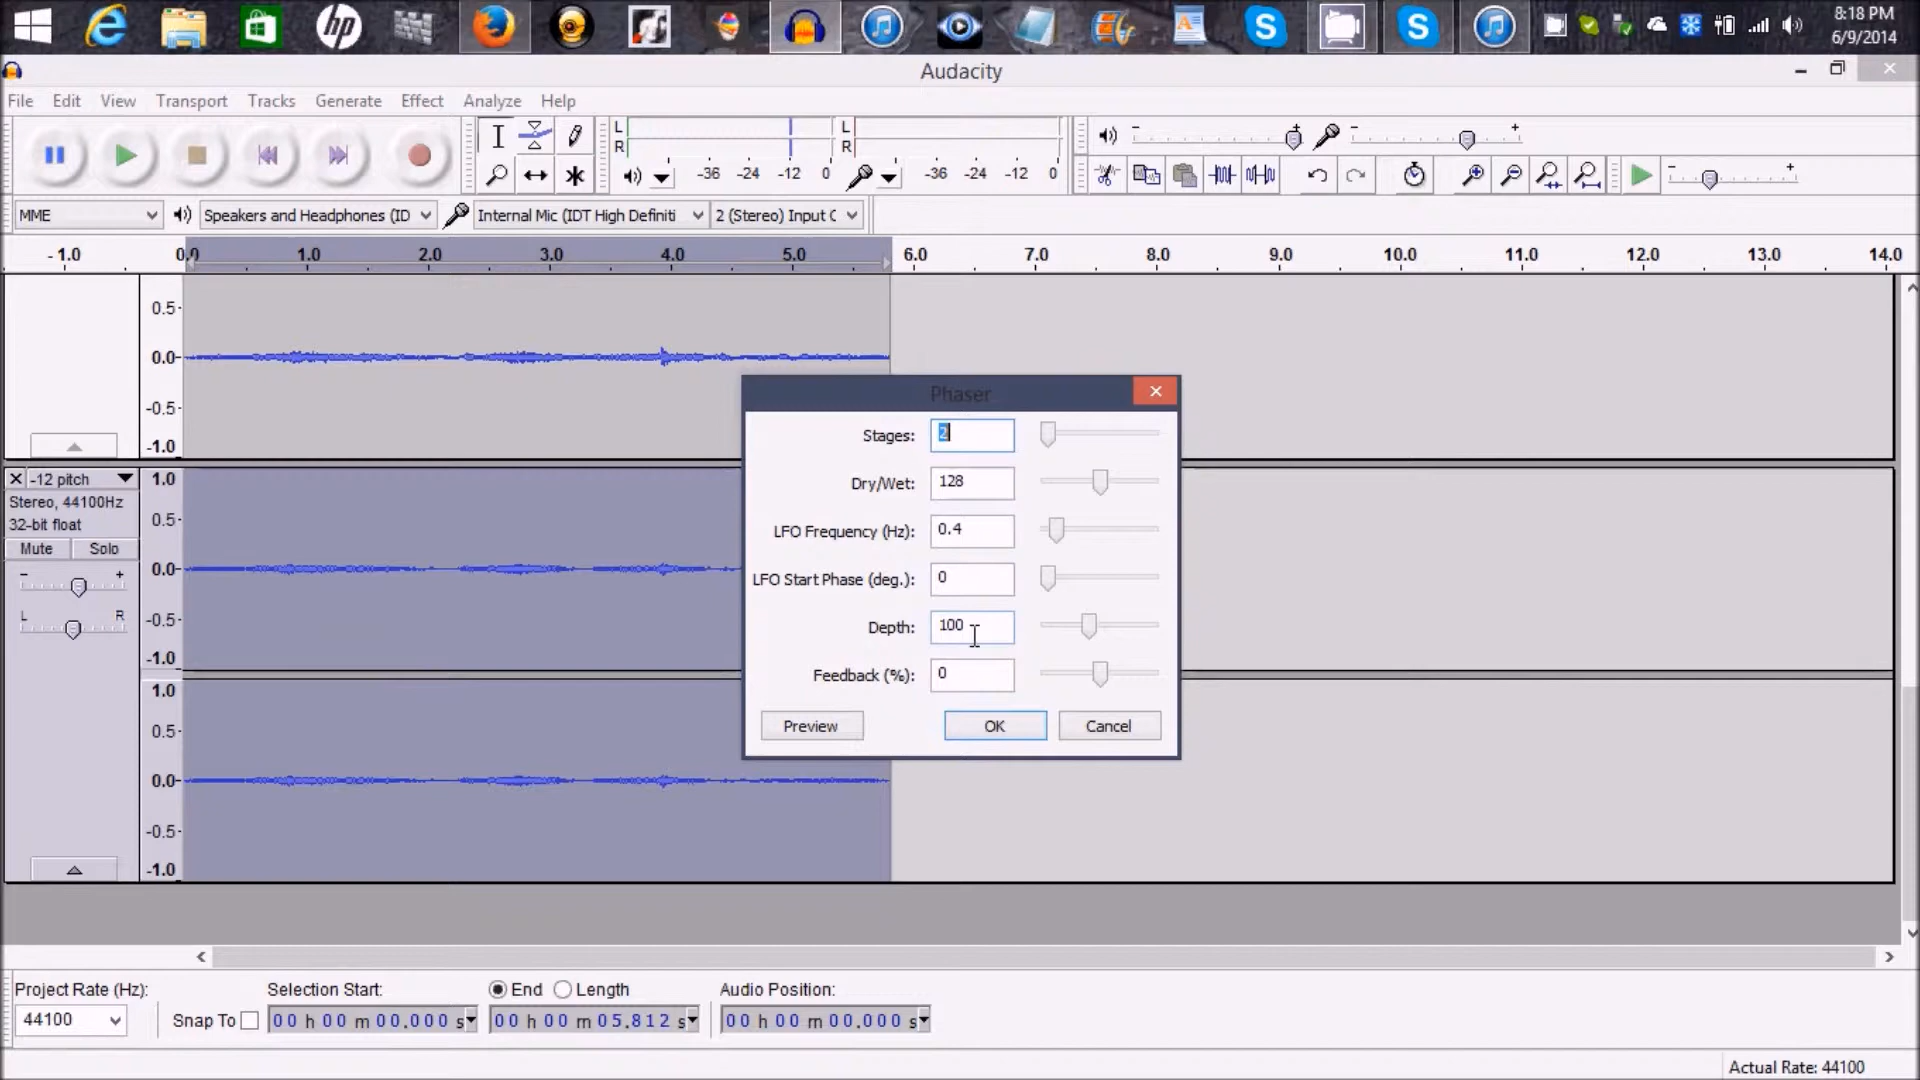 8:18 PM
6/9/2014
Audacity
File Edit View Transport Tracks Generate Effect Analyze Help
L
R
-36 -24 -12 0
L
R
-36 -24 -12 0
MME
Speakers and Headphones (ID
Internal Mic (IDT High Definiti
2 (Stereo) Input C
- 1.0 0.0 1.0 2.0 3.0 4.0 5.0 6.0 7.0 8.0 9.0 10.0 11.0 12.0 13.0 14.0
0.5
0.0
-0.5
-1.0
-12 pitch
Stereo, 44100Hz
32-bit float
Mute Solo
- +
L R
1.0
0.5
0.0
-0.5
-1.0
1.0
0.5
0.0
-0.5
-1.0
Phaser
Stages: 2
Dry/Wet: 128
LFO Frequency (Hz): 0.4
LFO Start Phase (deg.): 0
Depth: 100
Feedback (%): 0
Preview OK Cancel
Project Rate (Hz):
44100
Snap To
Selection Start:
00 h 00 m 00.000 s
End Length
00 h 00 m 05.812 s
Audio Position:
00 h 00 m 00.000 s
Actual Rate: 44100
hp